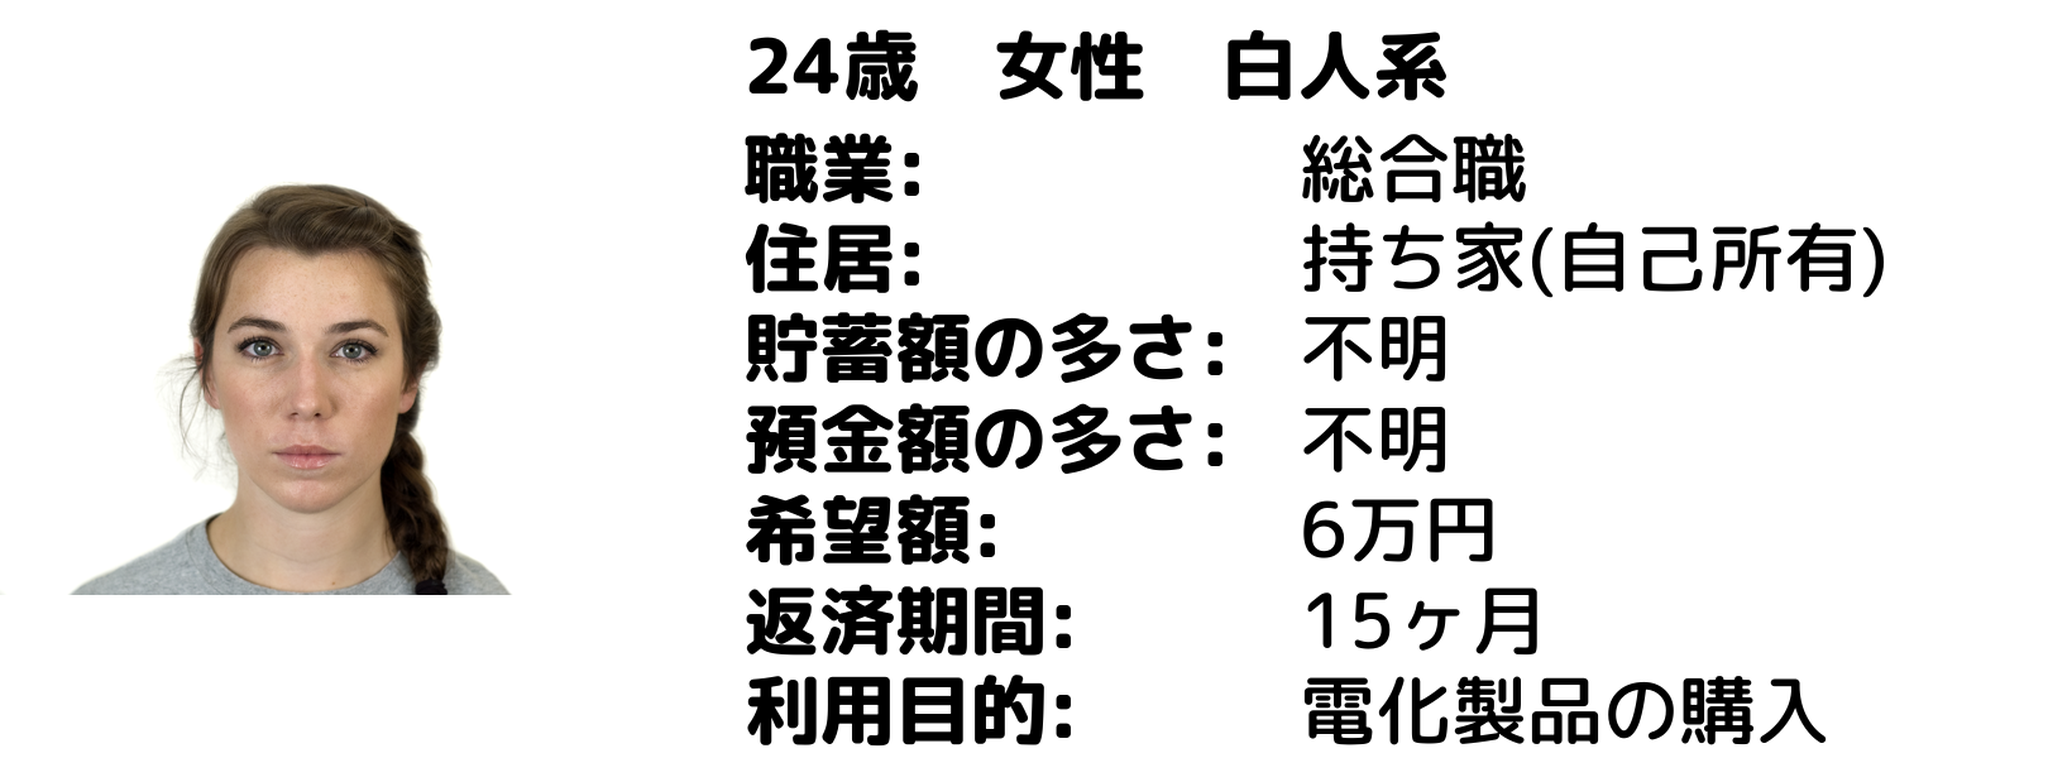 24歳　女性　白人系
職業:　総合職
住居:　持ち家(自己所有)
貯蓄額の多さ:　不明
預金額の多さ:　不明
希望額:　6万円
返済期間:　15ヶ月
利用目的:　電化製品の購入